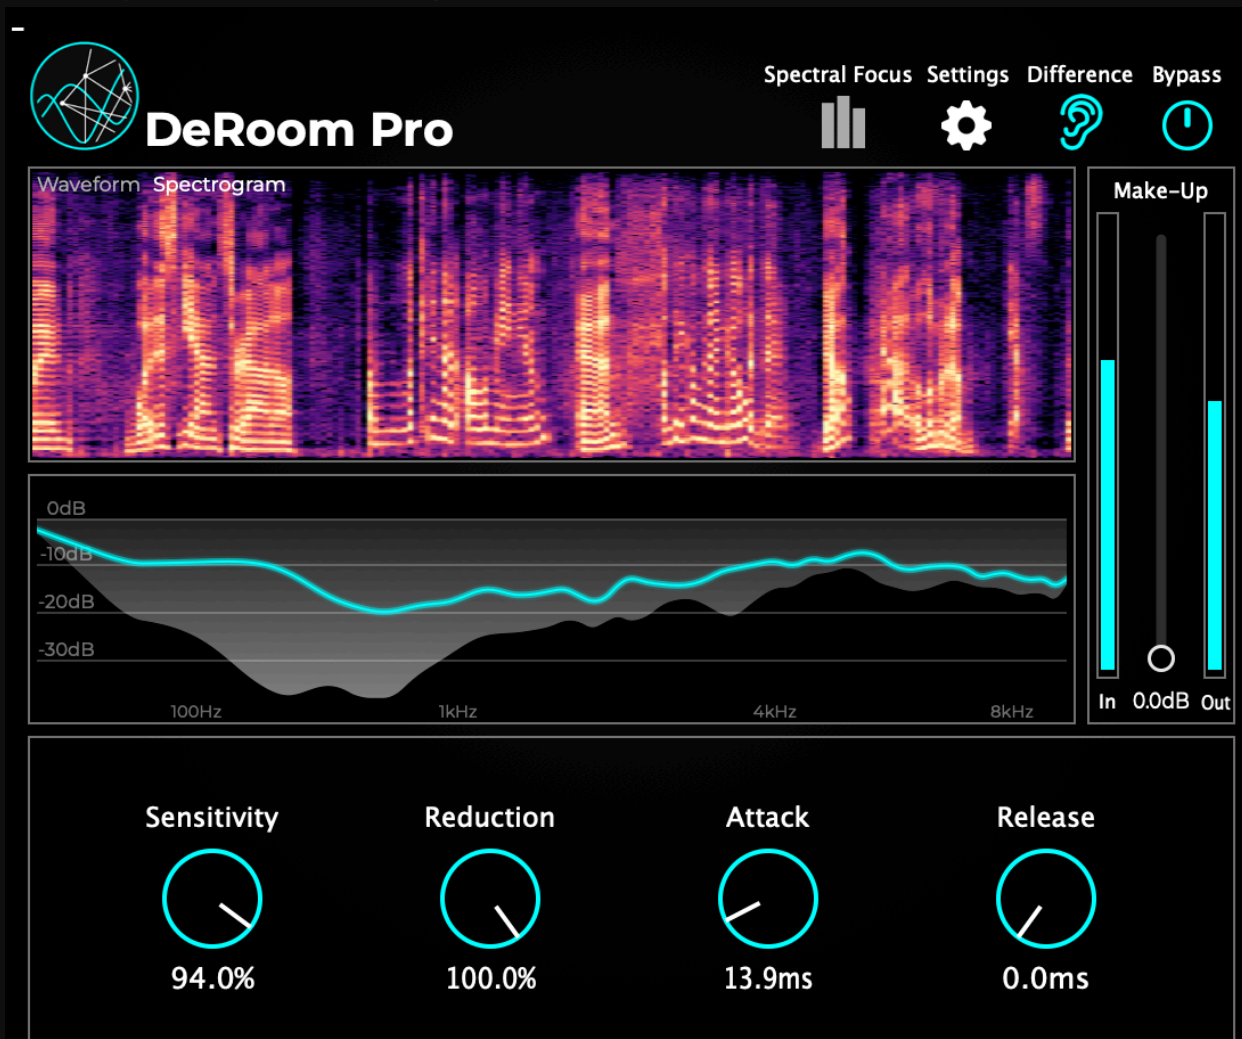 Spectral Focus Settings Difference Bypass
DeRoom Pro
Waveform Spectrogram
Make-Up
0dB
-10dB
-20dB
-30dB
100Hz 1kHz 4kHz 8kHz
In 0.0dB Out
Sensitivity Reduction Attack Release
94.0% 100.0% 13.9ms 0.0ms